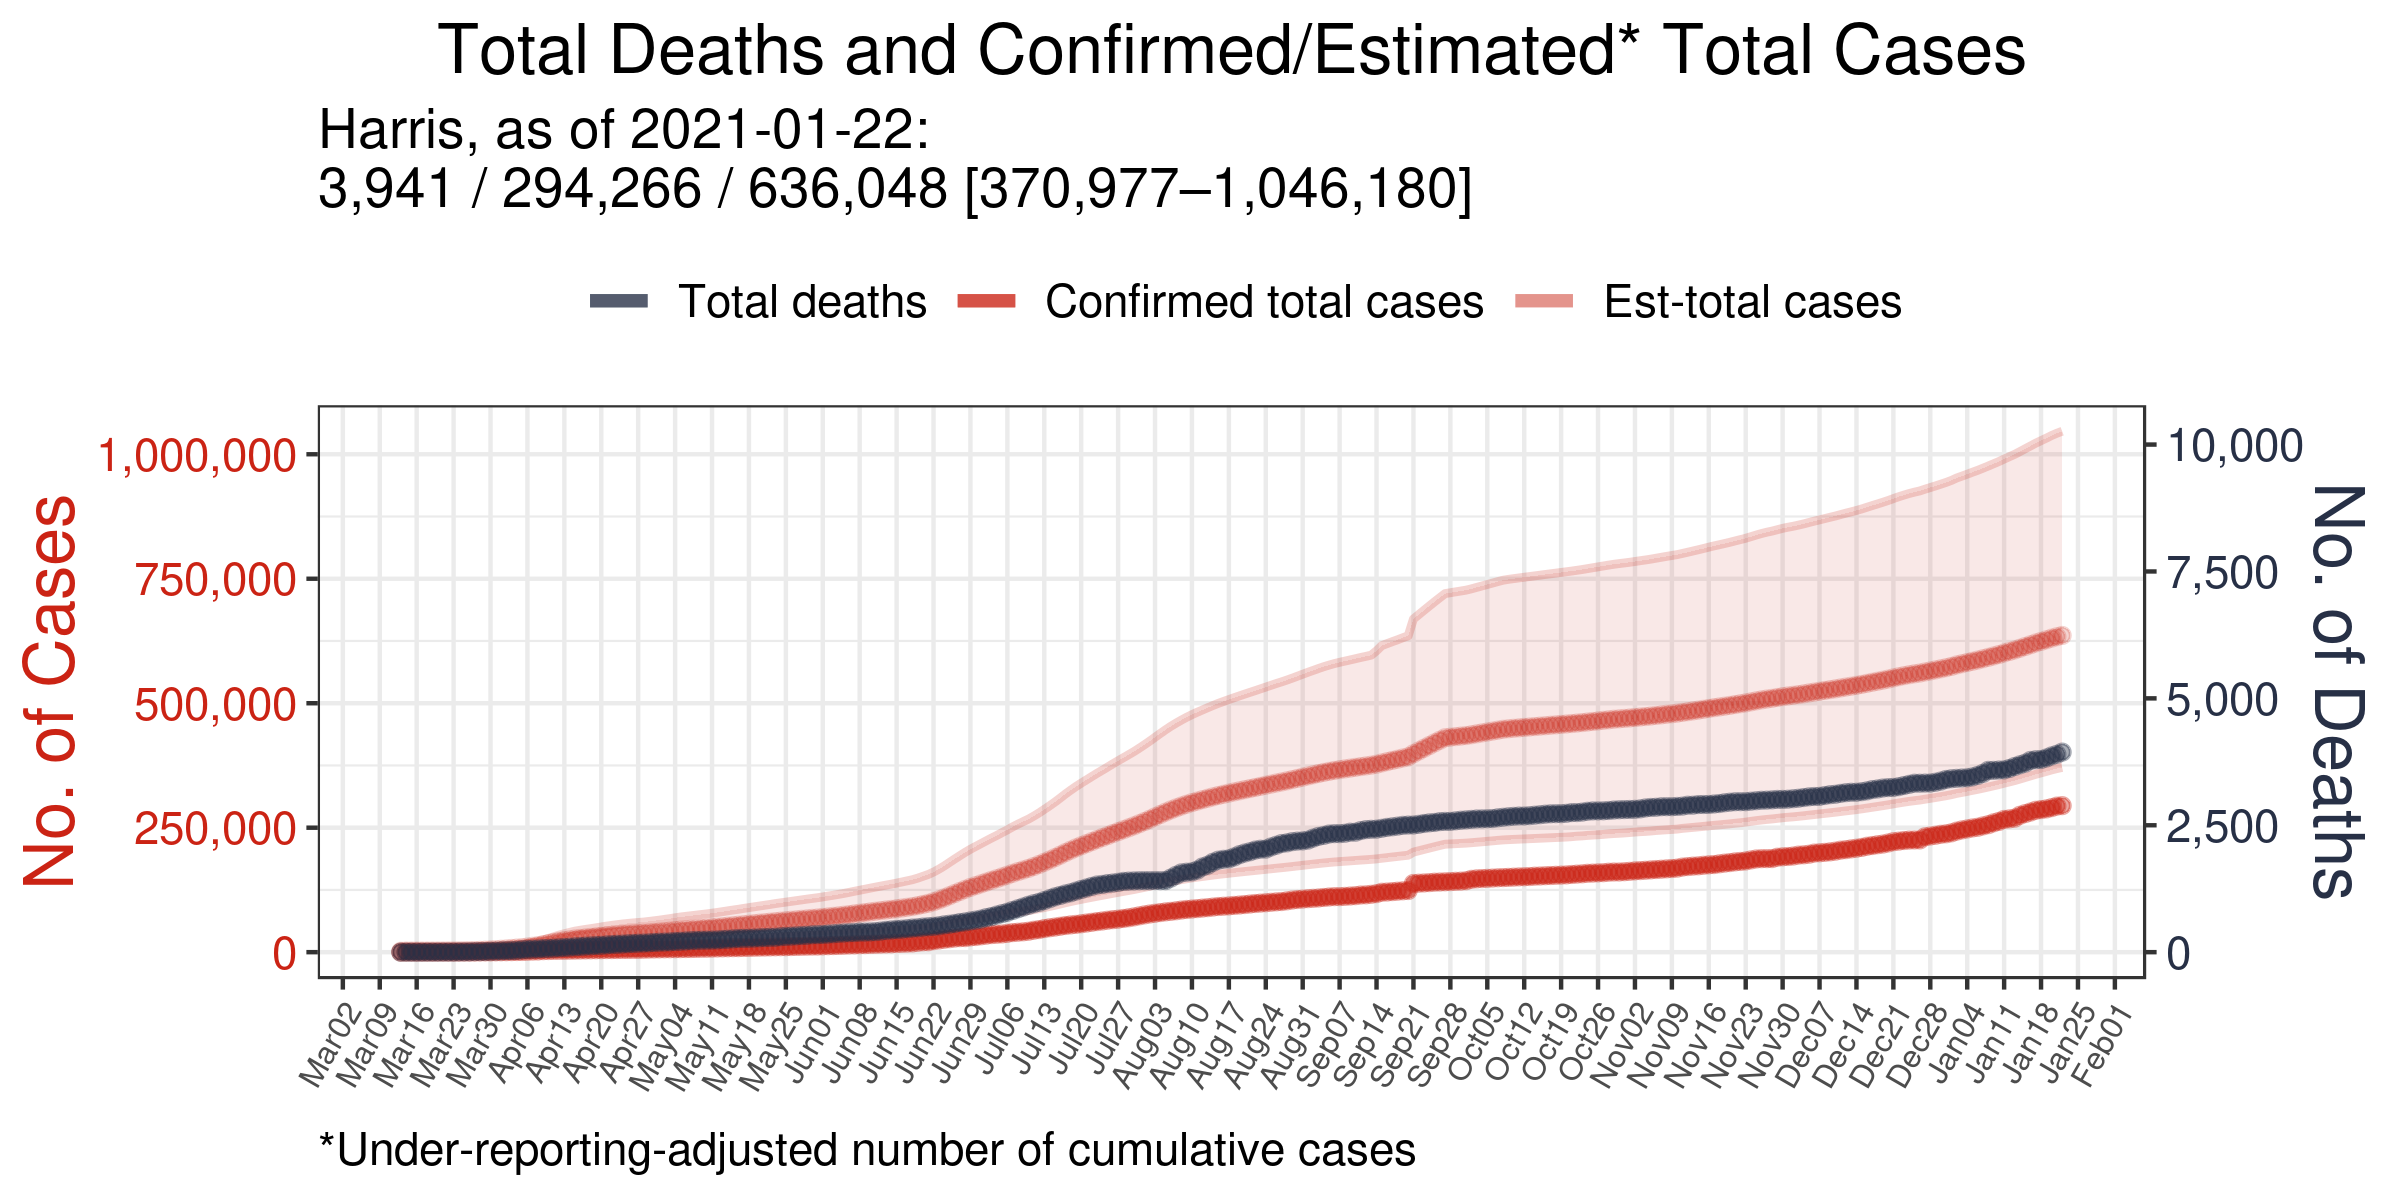 Total Deaths and Confirmed/Estimated* Total Cases
Harris, as of 2021-01-22:
3,941 / 294,266 / 636,048 [370,977–1,046,180]
Total deaths Confirmed total cases Est-total cases
No. of Cases
1,000,000
750,000
500,000
250,000
0
10,000
7,500
5,000
2,500
0
No. of Deaths
Mar02 Mar09 Mar16 Mar23 Mar30 Apr06 Apr13 Apr20 Apr27 May04 May11 May18 May25 Jun01 Jun08 Jun15 Jun22 Jun29 Jul06 Jul13 Jul20 Jul27 Aug03 Aug10 Aug17 Aug24 Aug31 Sep07 Sep14 Sep21 Sep28 Oct05 Oct12 Oct19 Oct26 Nov02 Nov09 Nov16 Nov23 Nov30 Dec07 Dec14 Dec21 Dec28 Jan04 Jan11 Jan18 Jan25 Feb01
*Under-reporting-adjusted number of cumulative cases